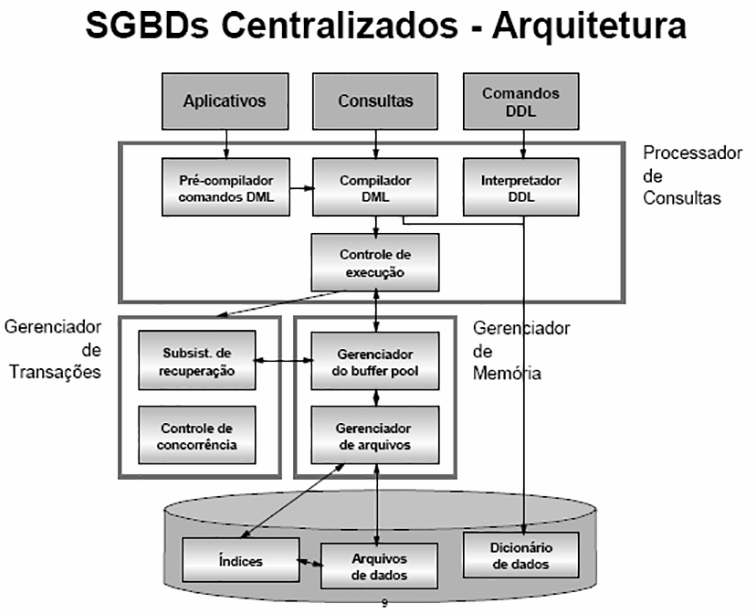 SGBDs Centralizados - Arquitetura
Aplicativos
Consultas
Comandos
DDL
Processador
de
Consultas
Pré-compilador
comandos DML
Compilador
DML
Interpretador
DDL
Controle de
execução
Gerenciador
de
Transações
Subsist. de
recuperação
Controle de
concorrência
Gerenciador
do buffer pool
Gerenciador
de arquivos
Gerenciador
de
Memória
Índices
Arquivos
de dados
Dicionário
de dados
9